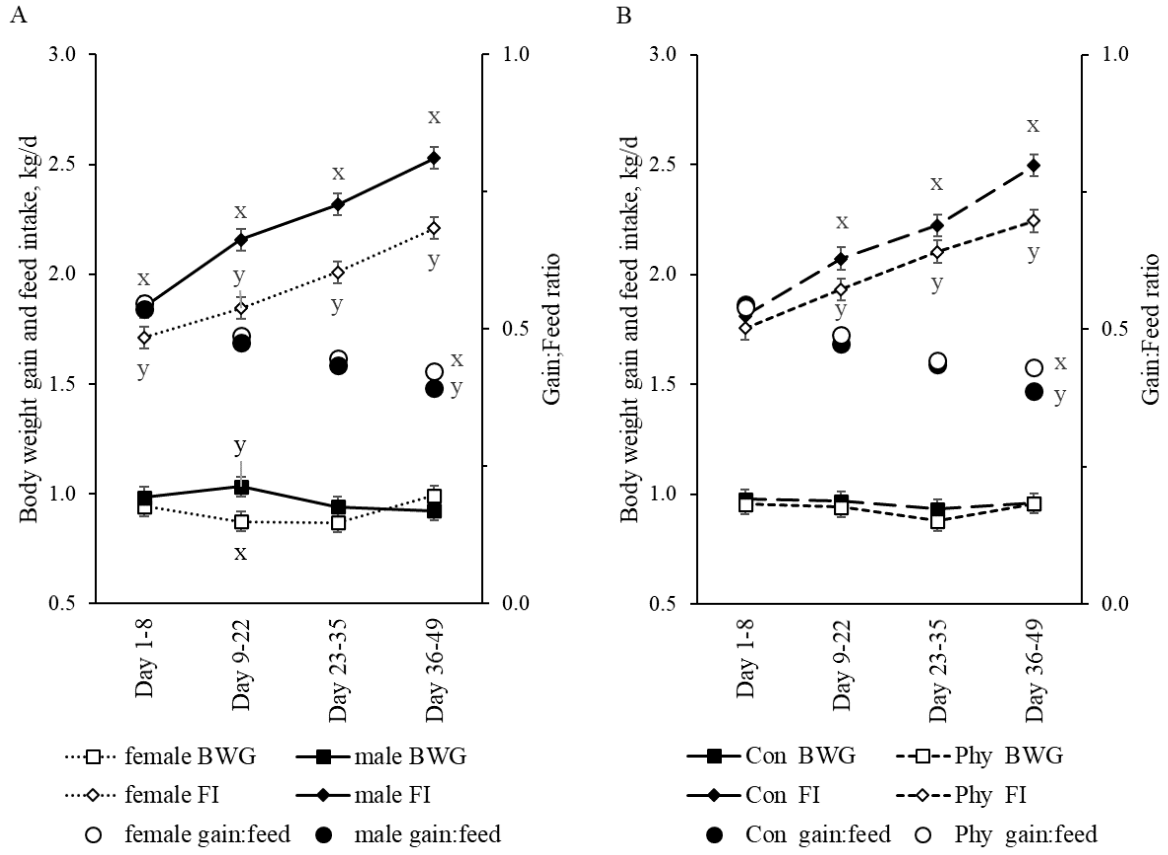 A
3.0
2.5
2.0
1.5
1.0
0.5
Body weight gain and feed intake, kg/d
1.0
0.5
0.0
Gain;Feed ratio
x
x
x
x
y
y
y
y
x
y
y
x
Day 1-8
Day 9-22
Day 23-35
Day 36-49
female BWG
male BWG
female FI
male FI
female gain:feed
male gain:feed
B
3.0
2.5
2.0
1.5
1.0
0.5
Body weight gain and feed intake, kg/d
1.0
0.5
0.0
Gain:Feed ratio
x
x
x
y
y
y
x
y
Day 1-8
Day 9-22
Day 23-35
Day 36-49
Con BWG
Phy BWG
Con FI
Phy FI
Con gain:feed
Phy gain:feed